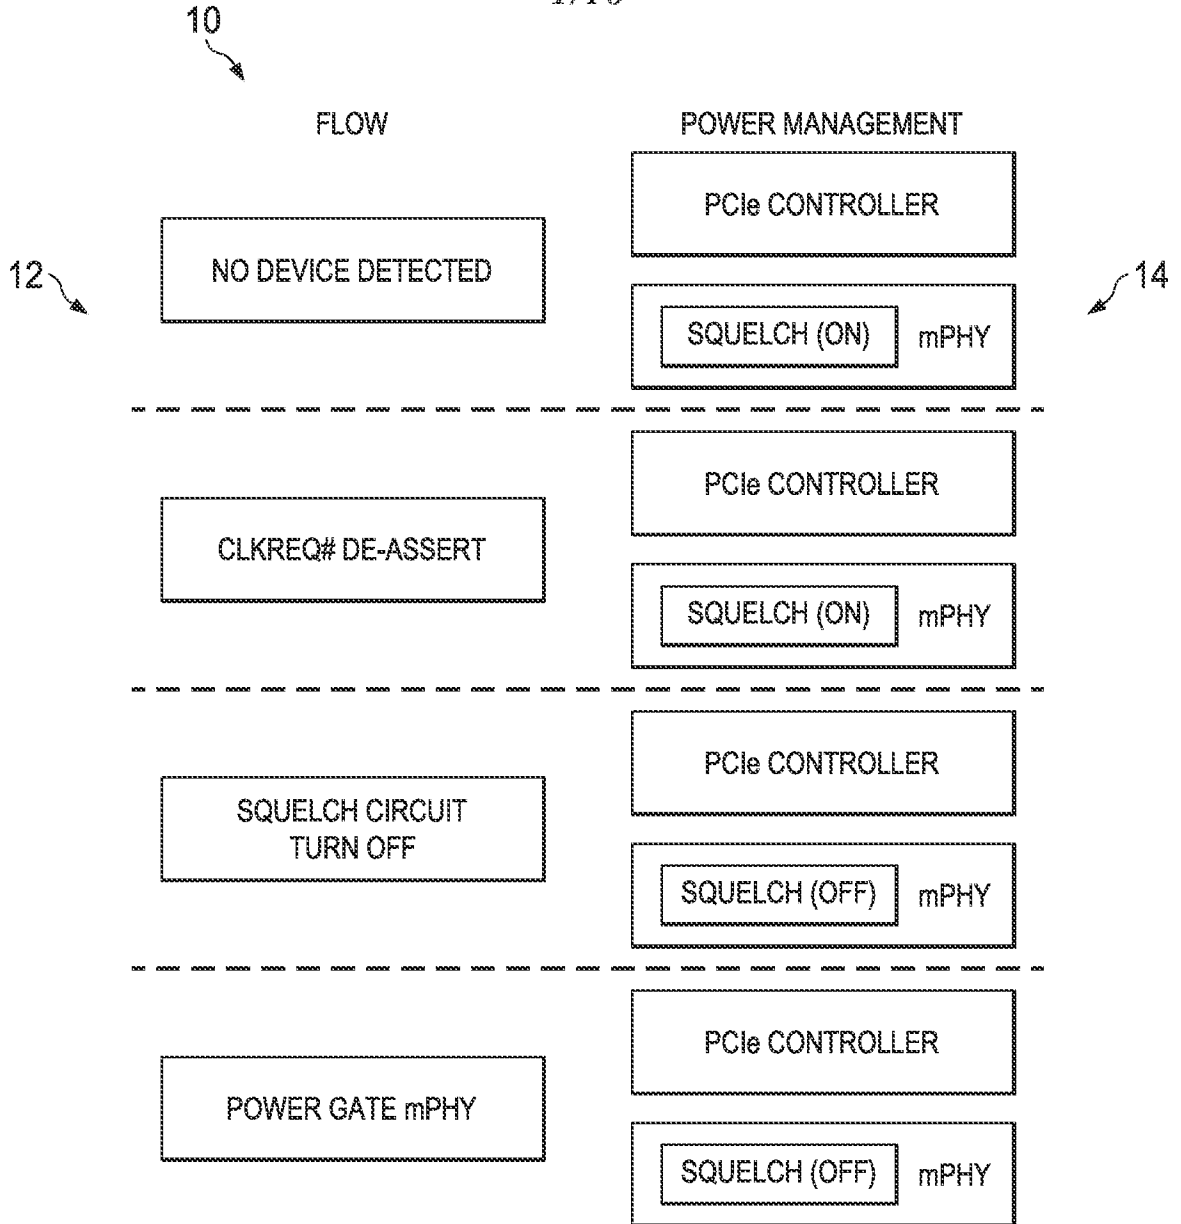 10
FLOW
POWER MANAGEMENT
PCIe CONTROLLER
NO DEVICE DETECTED
12
14
SQUELCH (ON) mPHY
PCIe CONTROLLER
CLKREQ# DE-ASSERT
SQUELCH (ON) mPHY
PCIe CONTROLLER
SQUELCH CIRCUIT
TURN OFF
SQUELCH (OFF) mPHY
PCIe CONTROLLER
POWER GATE mPHY
SQUELCH (OFF) mPHY